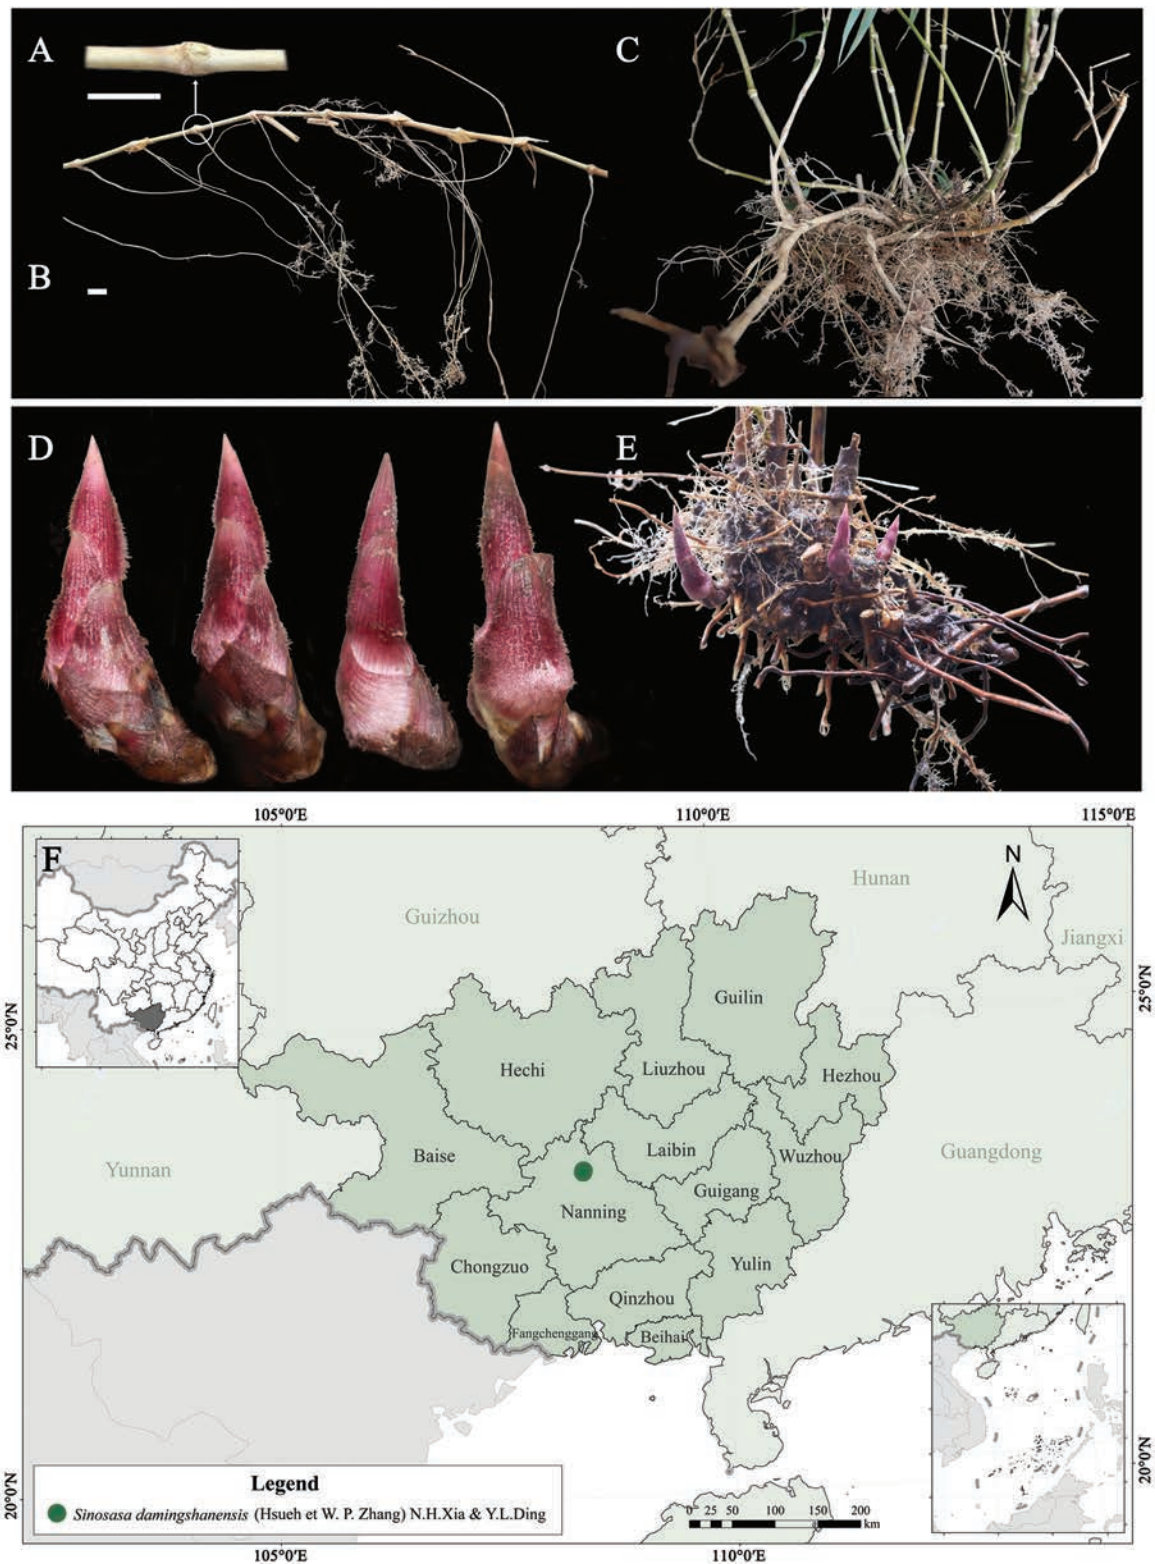 A
C
B
D
E
105°0'E 110°0'E 115°0'E
F
N
Hunan
Guizhou
Jiangxi
25°0'N
25°0'N
Guilin
Hechi
Liuzhou
Hezhou
Yunnan
Baise
Laibin
Wuzhou
Guangdong
Guigang
Nanning
Chongzuo
Yulin
Qinzhou
Fangchenggang
Beihai
20°0'N
20°0'N
Legend
Sinosasa damingshanensis (Hsueh et W. P. Zhang) N.H.Xia & Y.L.Ding
0 25 50 100 150 200
km
105°0'E 110°0'E